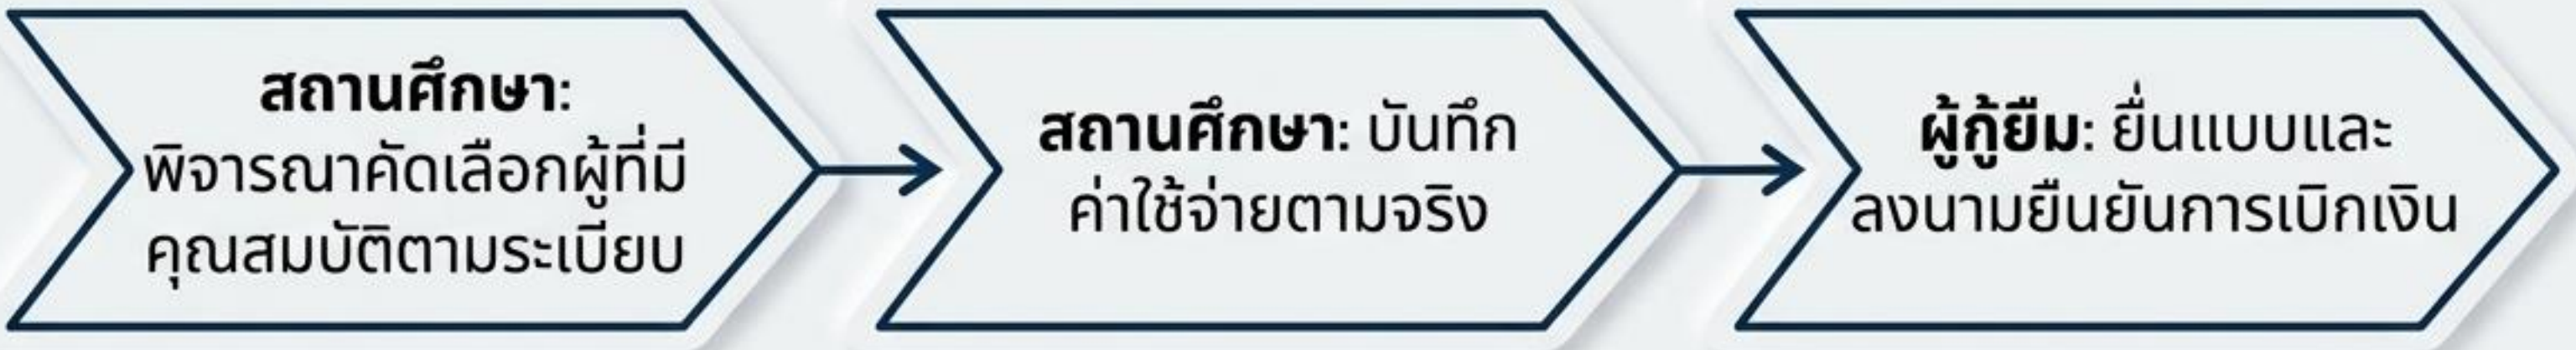 สถานศึกษา:
พิจารณาคัดเลือกผู้ที่มี
คุณสมบัติตามระเบียบ
สถานศึกษา: บันทึก
ค่าใช้จ่ายตามจริง
ผู้กู้ยืม: ยื่นแบบและ
ลงนามยืนยันการเบิกเงิน